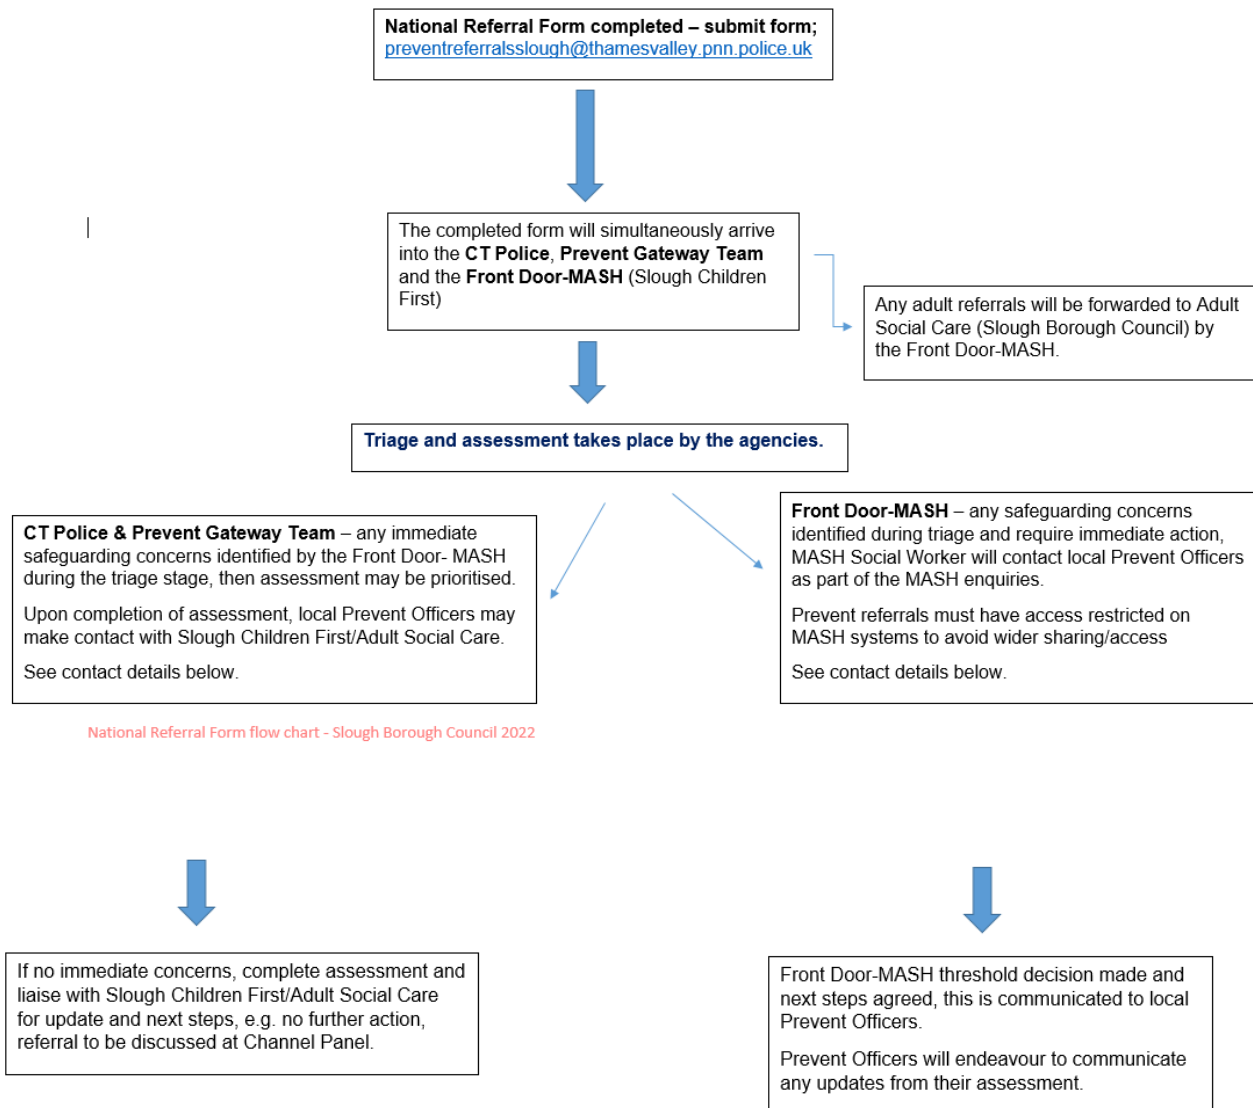 National Referral Form completed – submit form;
preventreferralsslough@thamesvalley.pnn.police.uk
The completed form will simultaneously arrive
into the CT Police, Prevent Gateway Team
and the Front Door-MASH (Slough Children
First)
Any adult referrals will be forwarded to Adult
Social Care (Slough Borough Council) by
the Front Door-MASH.
Triage and assessment takes place by the agencies.
CT Police & Prevent Gateway Team – any immediate
safeguarding concerns identified by the Front Door- MASH
during the triage stage, then assessment may be prioritised.
Upon completion of assessment, local Prevent Officers may
make contact with Slough Children First/Adult Social Care.
See contact details below.
Front Door-MASH – any safeguarding concerns
identified during triage and require immediate action,
MASH Social Worker will contact local Prevent Officers
as part of the MASH enquiries.
Prevent referrals must have access restricted on
MASH systems to avoid wider sharing/access
See contact details below.
National Referral Form flow chart - Slough Borough Council 2022
If no immediate concerns, complete assessment and
liaise with Slough Children First/Adult Social Care
for update and next steps, e.g. no further action,
referral to be discussed at Channel Panel.
Front Door-MASH threshold decision made and
next steps agreed, this is communicated to local
Prevent Officers.
Prevent Officers will endeavour to communicate
any updates from their assessment.